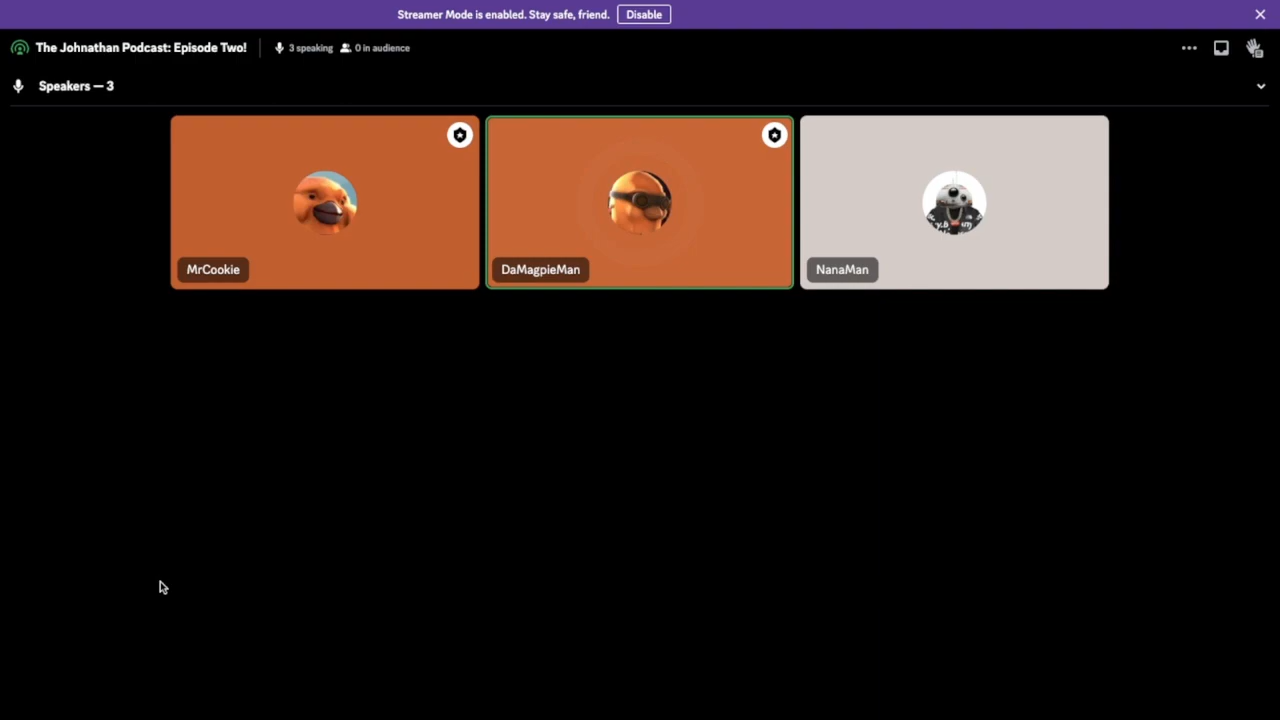 Streamer Mode is enabled. Stay safe, friend. Disable
The Johnathan Podcast: Episode Two! 3 speaking 0 in audience
Speakers — 3
MrCookie
DaMagpieMan
NanaMan